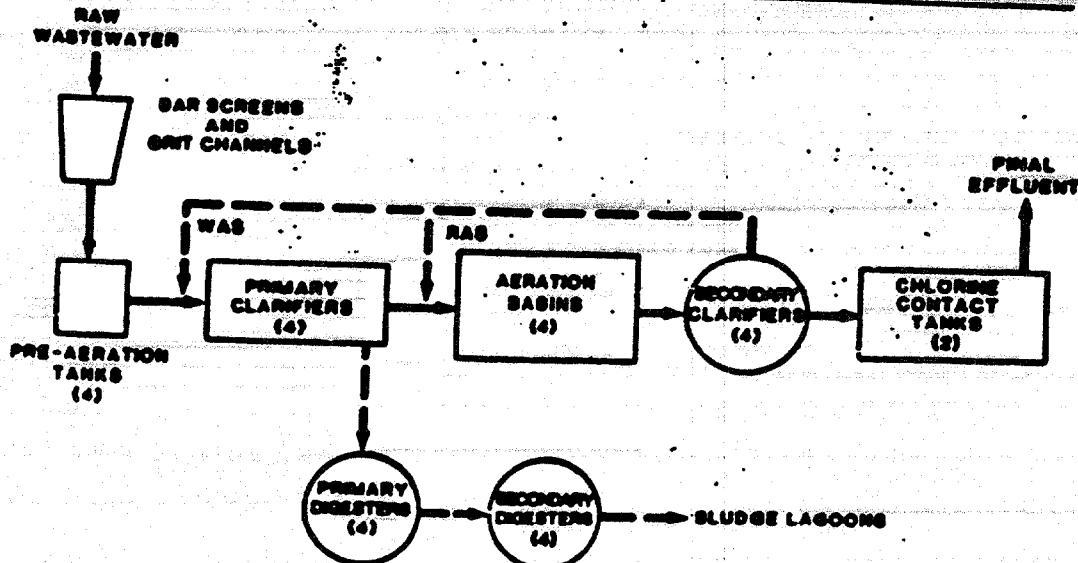 RAW
WASTEWATER
BAR SCREENS
AND
GRIT CHANNELS
FINAL
EFFLUENT
WAS
RAS
PRIMARY
CLARIFIERS
(4)
AERATION
BASINS
(4)
SECONDARY
CLARIFIERS
(4)
CHLORINE
CONTACT
TANKS
(2)
PRE-AERATION
TANKS
(4)
PRIMARY
DIGESTERS
(4)
SECONDARY
DIGESTERS
(4)
SLUDGE LAGOONS